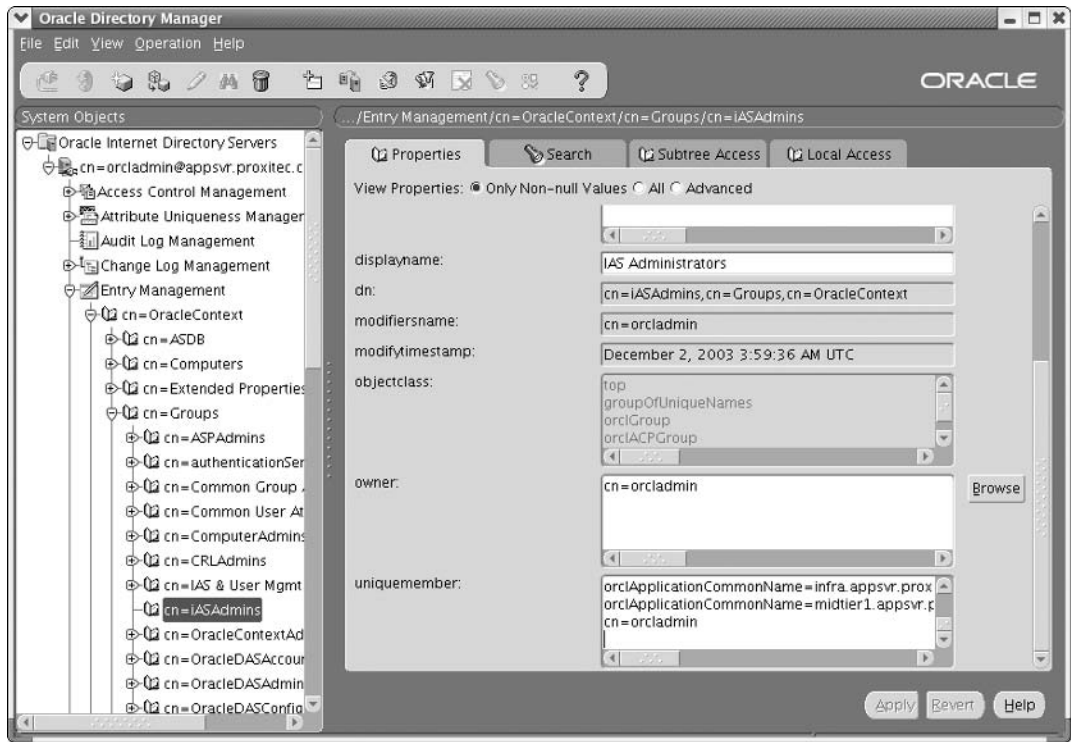 Oracle Directory Manager
File Edit View Operation Help
ORACLE
System Objects
Oracle Internet Directory Servers
cn=orcladmin@appsvr.proxitec.c
Access Control Management
Attribute Uniqueness Manager
Audit Log Management
Change Log Management
Entry Management
cn=OracleContext
cn=ASDB
cn=Computers
cn=Extended Properties
cn=Groups
cn=ASPAdmins
cn=authenticationSer
cn=Common Group
cn=Common User At
cn=ComputerAdmins
cn=CRLAdmins
cn=IAS & User Mgmt
cn=iASAdmins
cn=OracleContextAd
cn=OracleDASAccour
cn=OracleDASAdmin
cn=OracleDASConfig
.../Entry Management/cn=OracleContext/cn=Groups/cn=iASAdmins
Properties Search Subtree Access Local Access
View Properties: Only Non-null Values All Advanced
displayname: IAS Administrators
dn: cn=iASAdmins,cn=Groups,cn=OracleContext
modifiersname: cn=orcladmin
modifytimestamp: December 2, 2003 3:59:36 AM UTC
objectclass: top
groupOfUniqueNames
orclGroup
orclACPGroup
owner: cn=orcladmin
Browse
uniquemember: orclApplicationCommonName=infra.appsvr.prox
orclApplicationCommonName=midtier1.appsvr.p
cn=orcladmin
Apply Revert Help